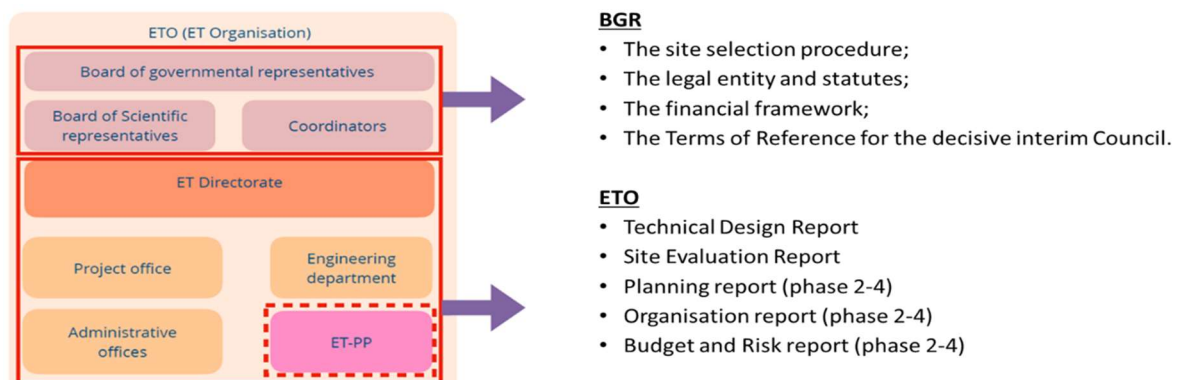 ETO (ET Organisation)
Board of governmental representatives
Board of Scientific
representatives
Coordinators
ET Directorate
Project office
Engineering
department
Administrative
offices
ET-PP
BGR
• The site selection procedure;
• The legal entity and statutes;
• The financial framework;
• The Terms of Reference for the decisive interim Council.
ETO
• Technical Design Report
• Site Evaluation Report
• Planning report (phase 2-4)
• Organisation report (phase 2-4)
• Budget and Risk report (phase 2-4)